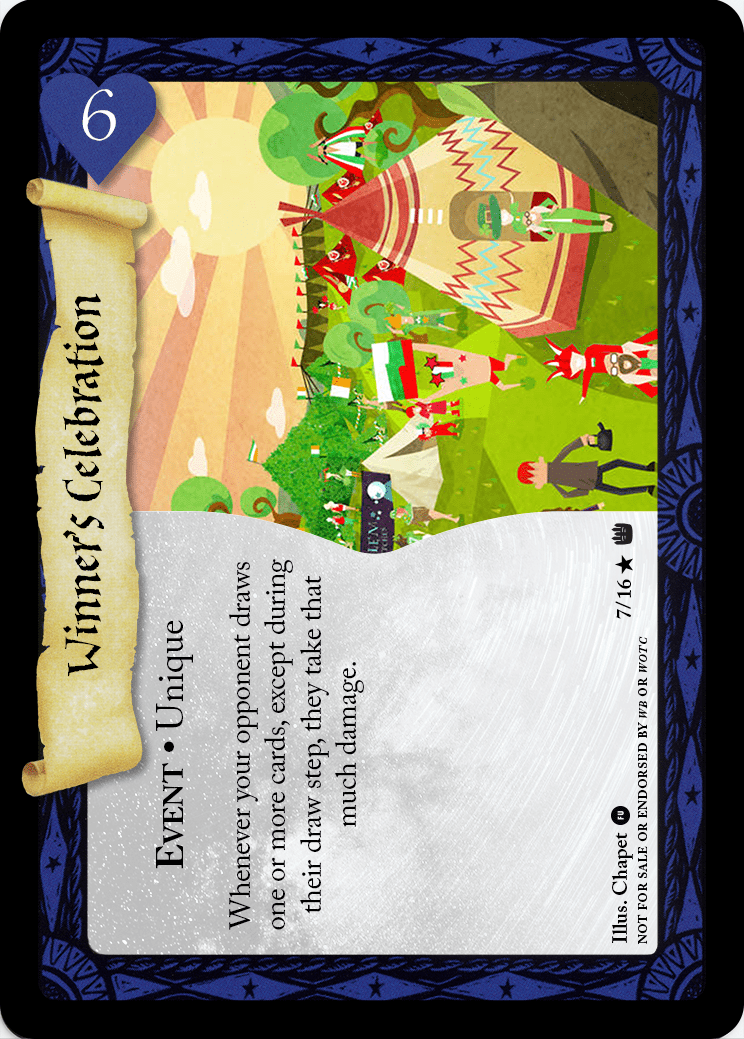 6
Winner's Celebration
EVENT • Unique
Whenever your opponent draws
one or more cards, except during
their draw step, they take that
much damage.
Illus. Chapet FU
7/16 ★
NOT FOR SALE OR ENDORSED BY WB OR WOTC